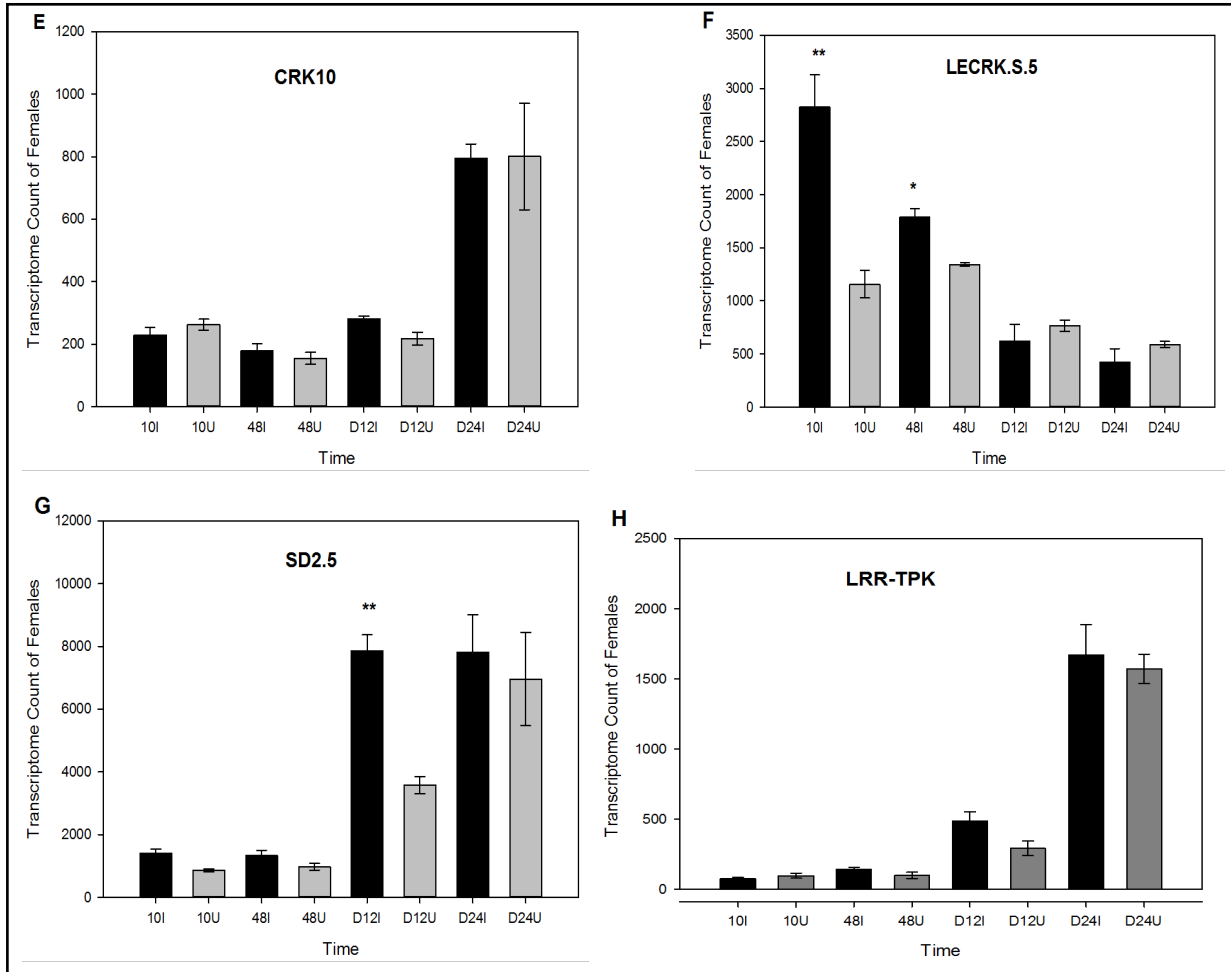 E
CRK10
Transcriptome Count of Females
1200
1000
800
600
400
200
0
10I 10U 48I 48U D12I D12U D24I D24U
Time
F
LECRK.S.5
Transcriptome Count of Females
3500
3000
2500
2000
1500
1000
500
0
**
*
10I 10U 48I 48U D12I D12U D24I D24U
Time
G
SD2.5
Transcriptome Count of Females
12000
10000
8000
6000
4000
2000
0
**
10I 10U 48I 48U D12I D12U D24I D24U
Time
H
LRR-TPK
Transcriptome Count of Females
2500
2000
1500
1000
500
0
10I 10U 48I 48U D12I D12U D24I D24U
Time